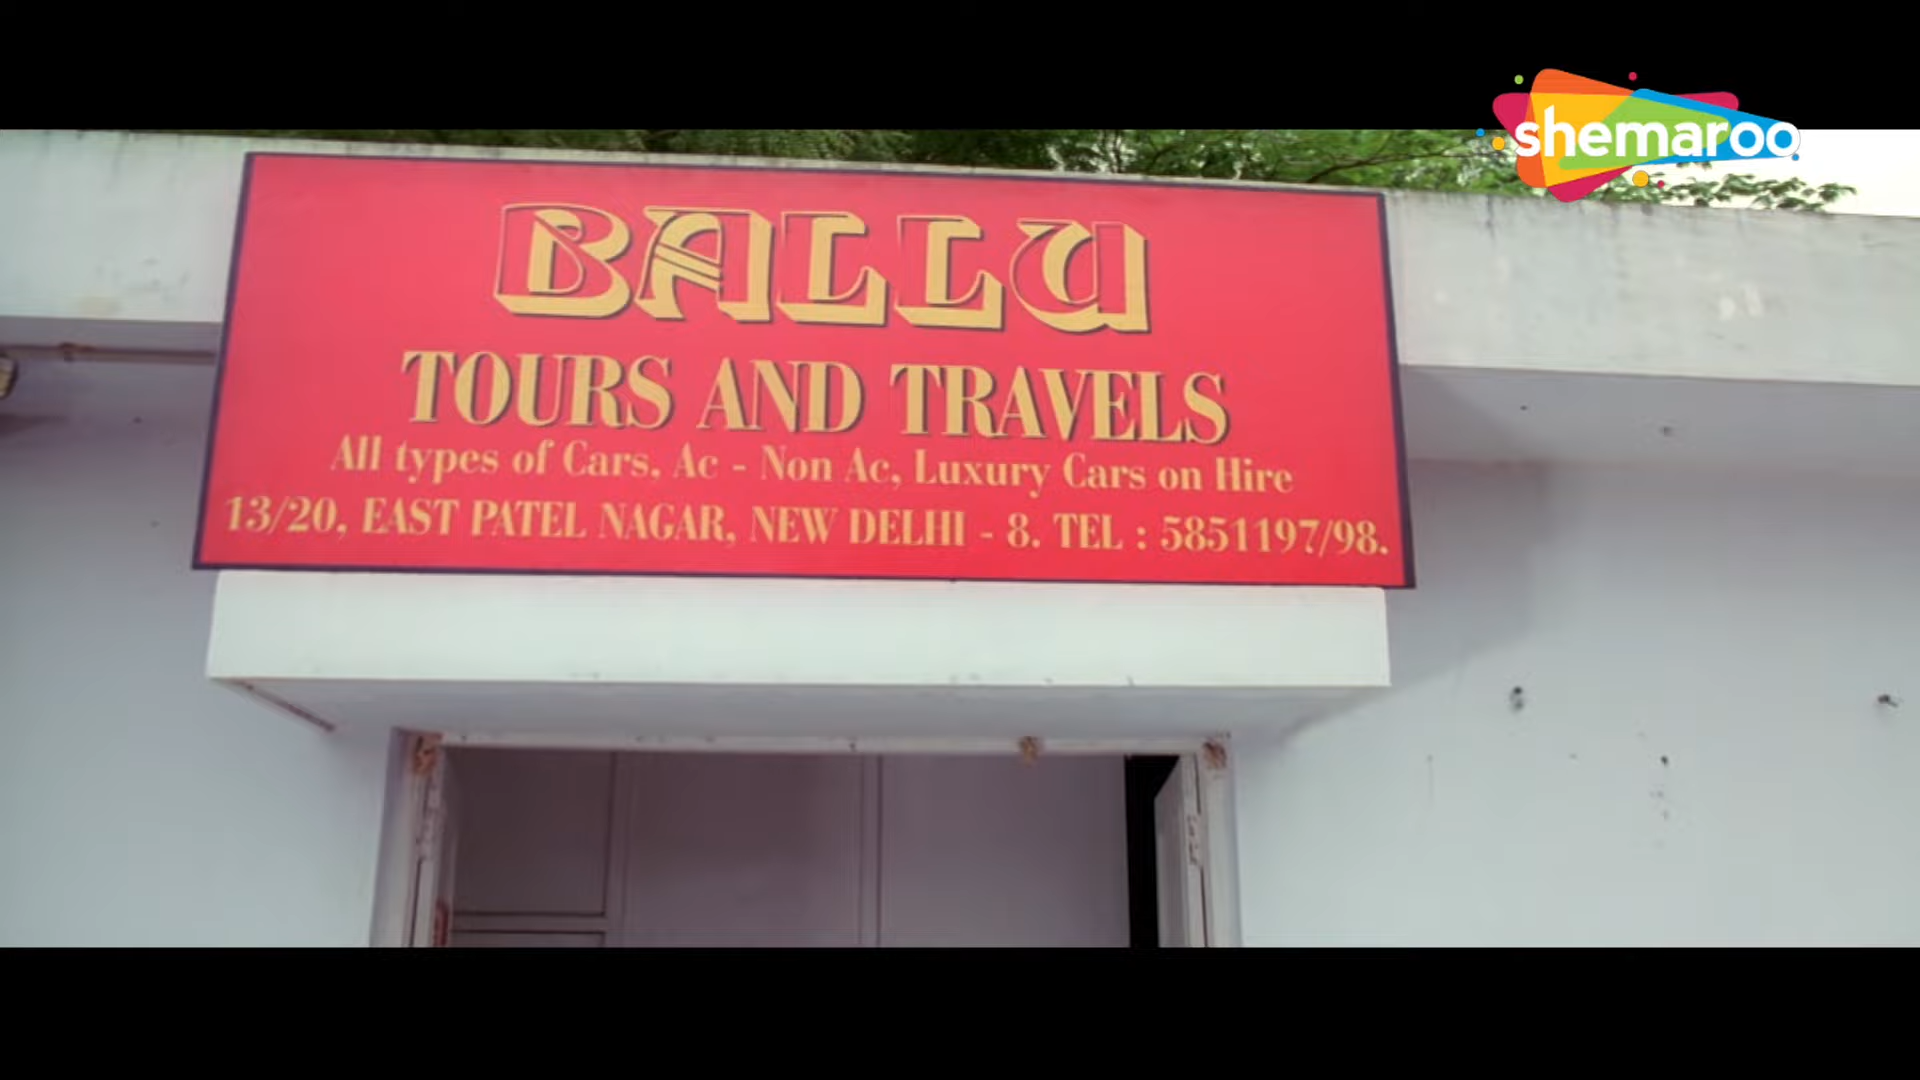 shemaroo
BALLU
TOURS AND TRAVELS
All types of Cars, Ac - Non Ac, Luxury Cars on Hire
13/20, EAST PATEL NAGAR, NEW DELHI - 8. TEL : 5851197/98.